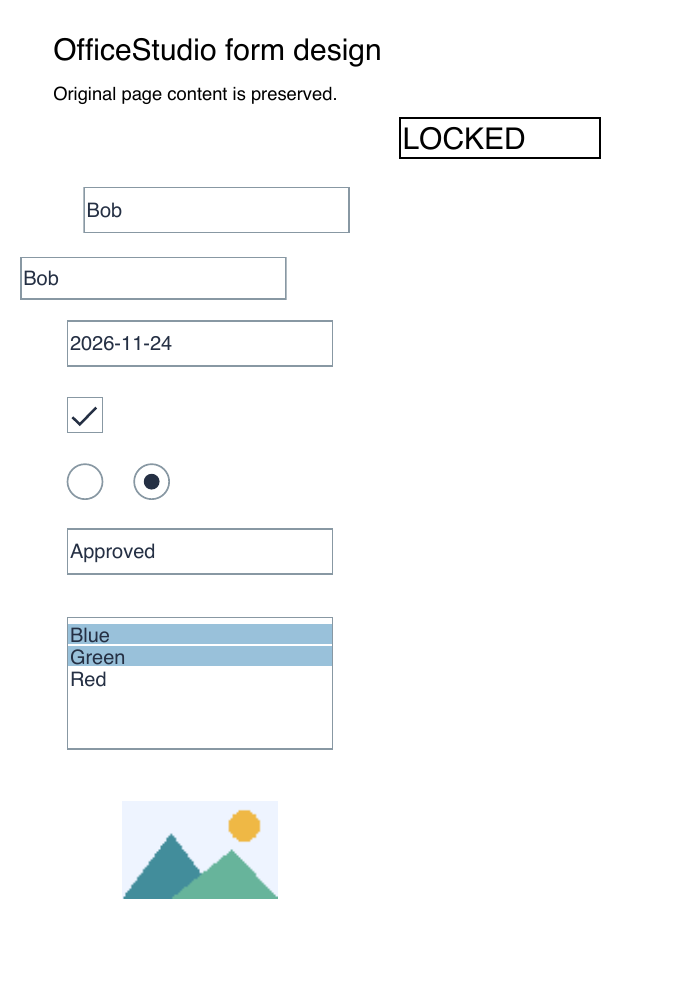 OfficeStudio form design
Original page content is preserved.
LOCKED
Bob
Bob
2026-11-24
Approved
Blue
Green
Red